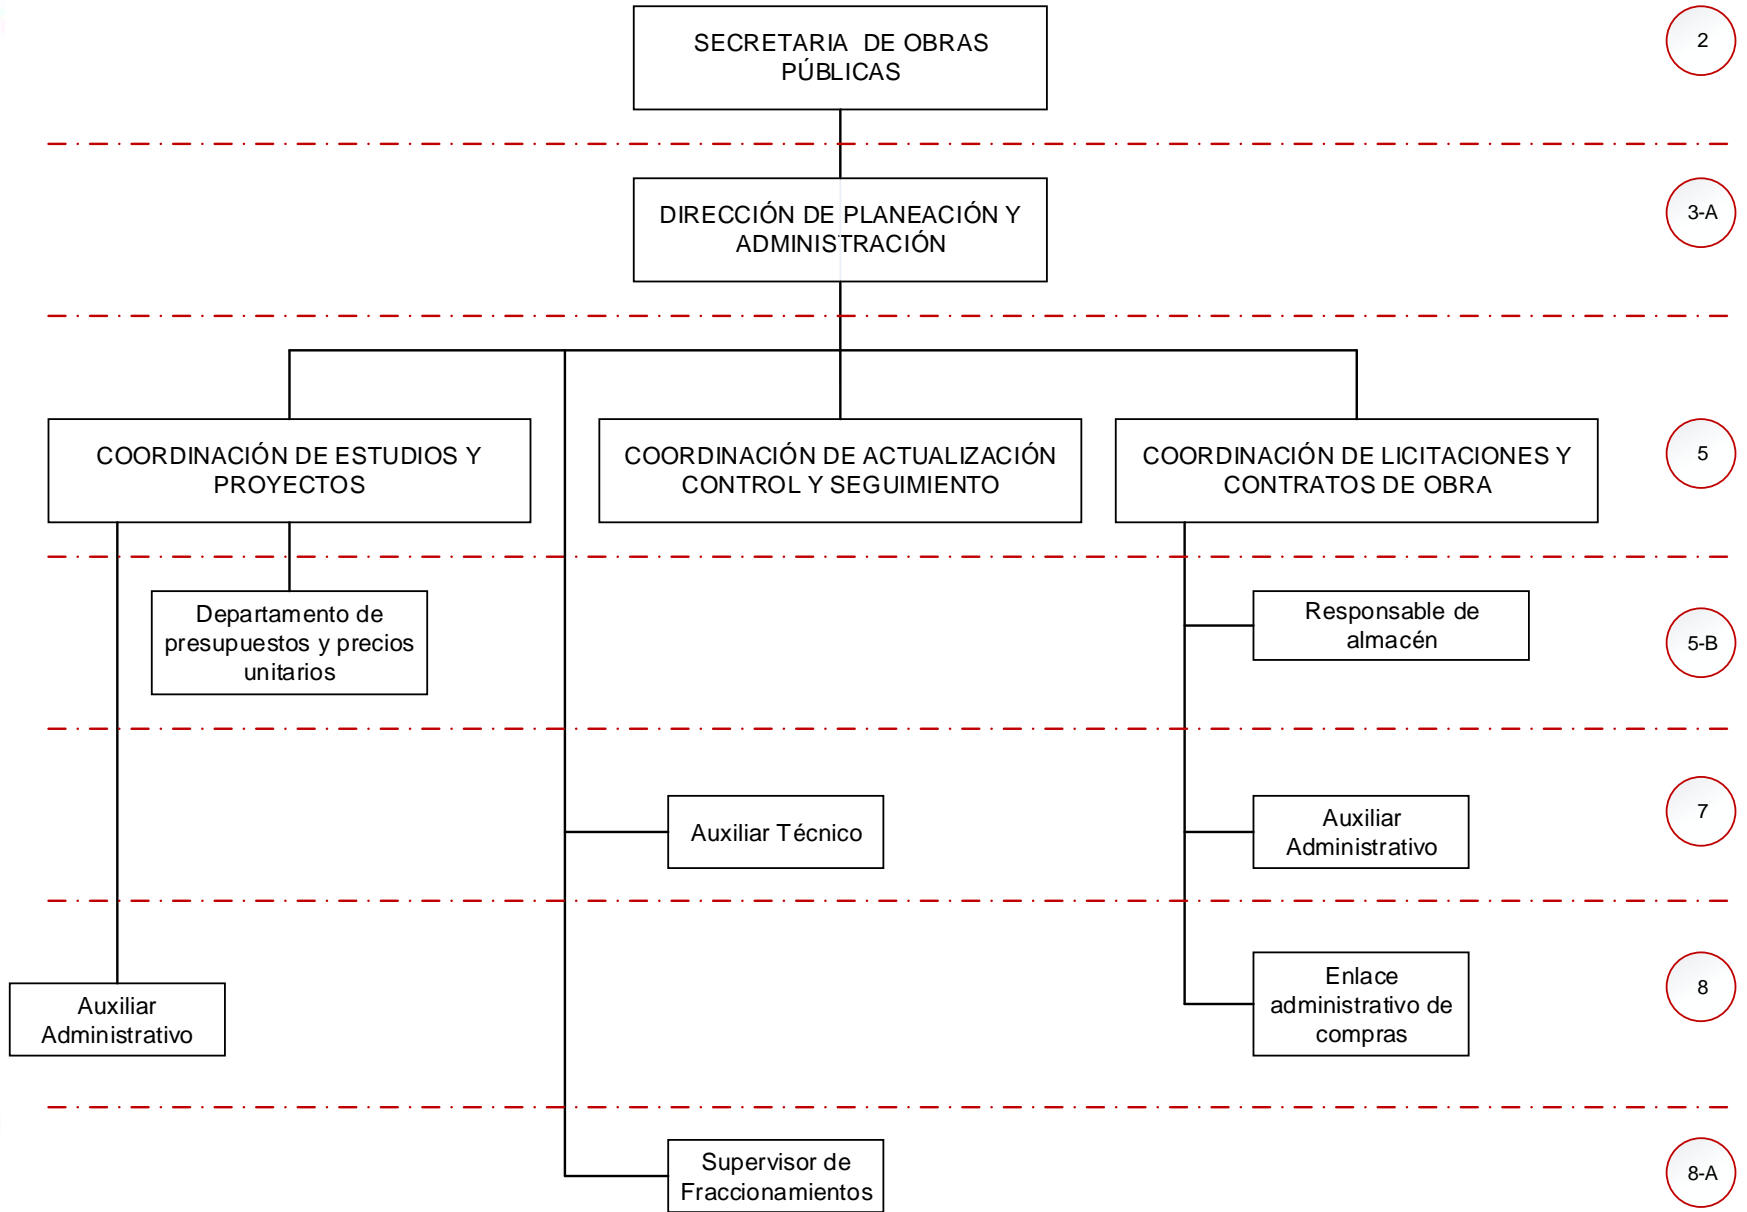 SECRETARIA DE OBRAS
PÚBLICAS
2
DIRECCIÓN DE PLANEACIÓN Y
ADMINISTRACIÓN
3-A
COORDINACIÓN DE ESTUDIOS Y
PROYECTOS
COORDINACIÓN DE ACTUALIZACIÓN
CONTROL Y SEGUIMIENTO
COORDINACIÓN DE LICITACIONES Y
CONTRATOS DE OBRA
5
Departamento de
presupuestos y precios
unitarios
Responsable de
almacén
5-B
Auxiliar Técnico
Auxiliar
Administrativo
7
Auxiliar
Administrativo
Enlace
administrativo de
compras
8
Supervisor de
Fraccionamientos
8-A